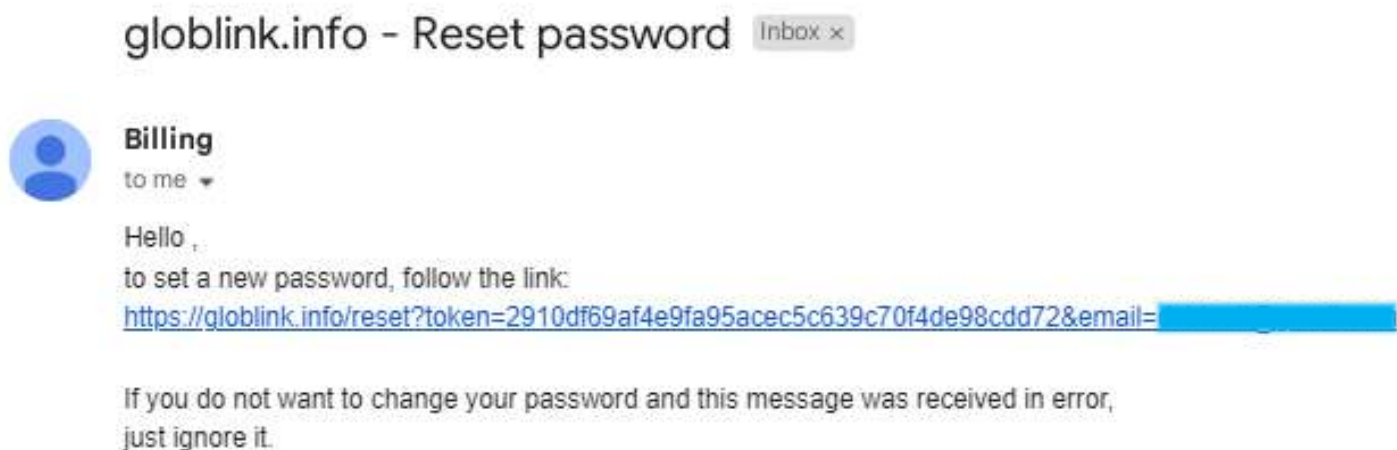 globlink.info - Reset password Inbox ×
Billing
to me
Hello ,
to set a new password, follow the link:
https://globlink.info/reset?token=2910df69af4e9fa95acec5c639c70f4de98cdd72&email=
If you do not want to change your password and this message was received in error,
just ignore it.